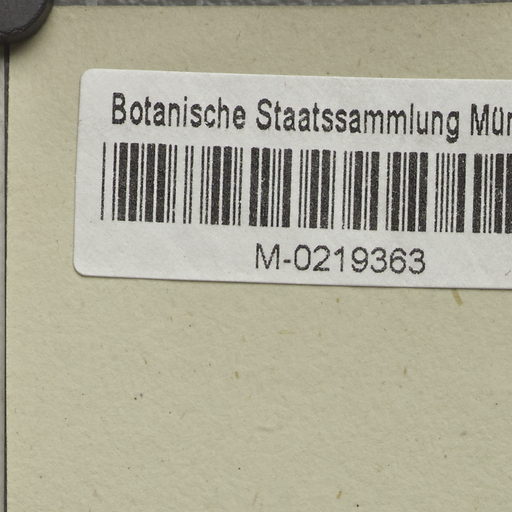 Botanische Staatssammlung Mün
M-0219363